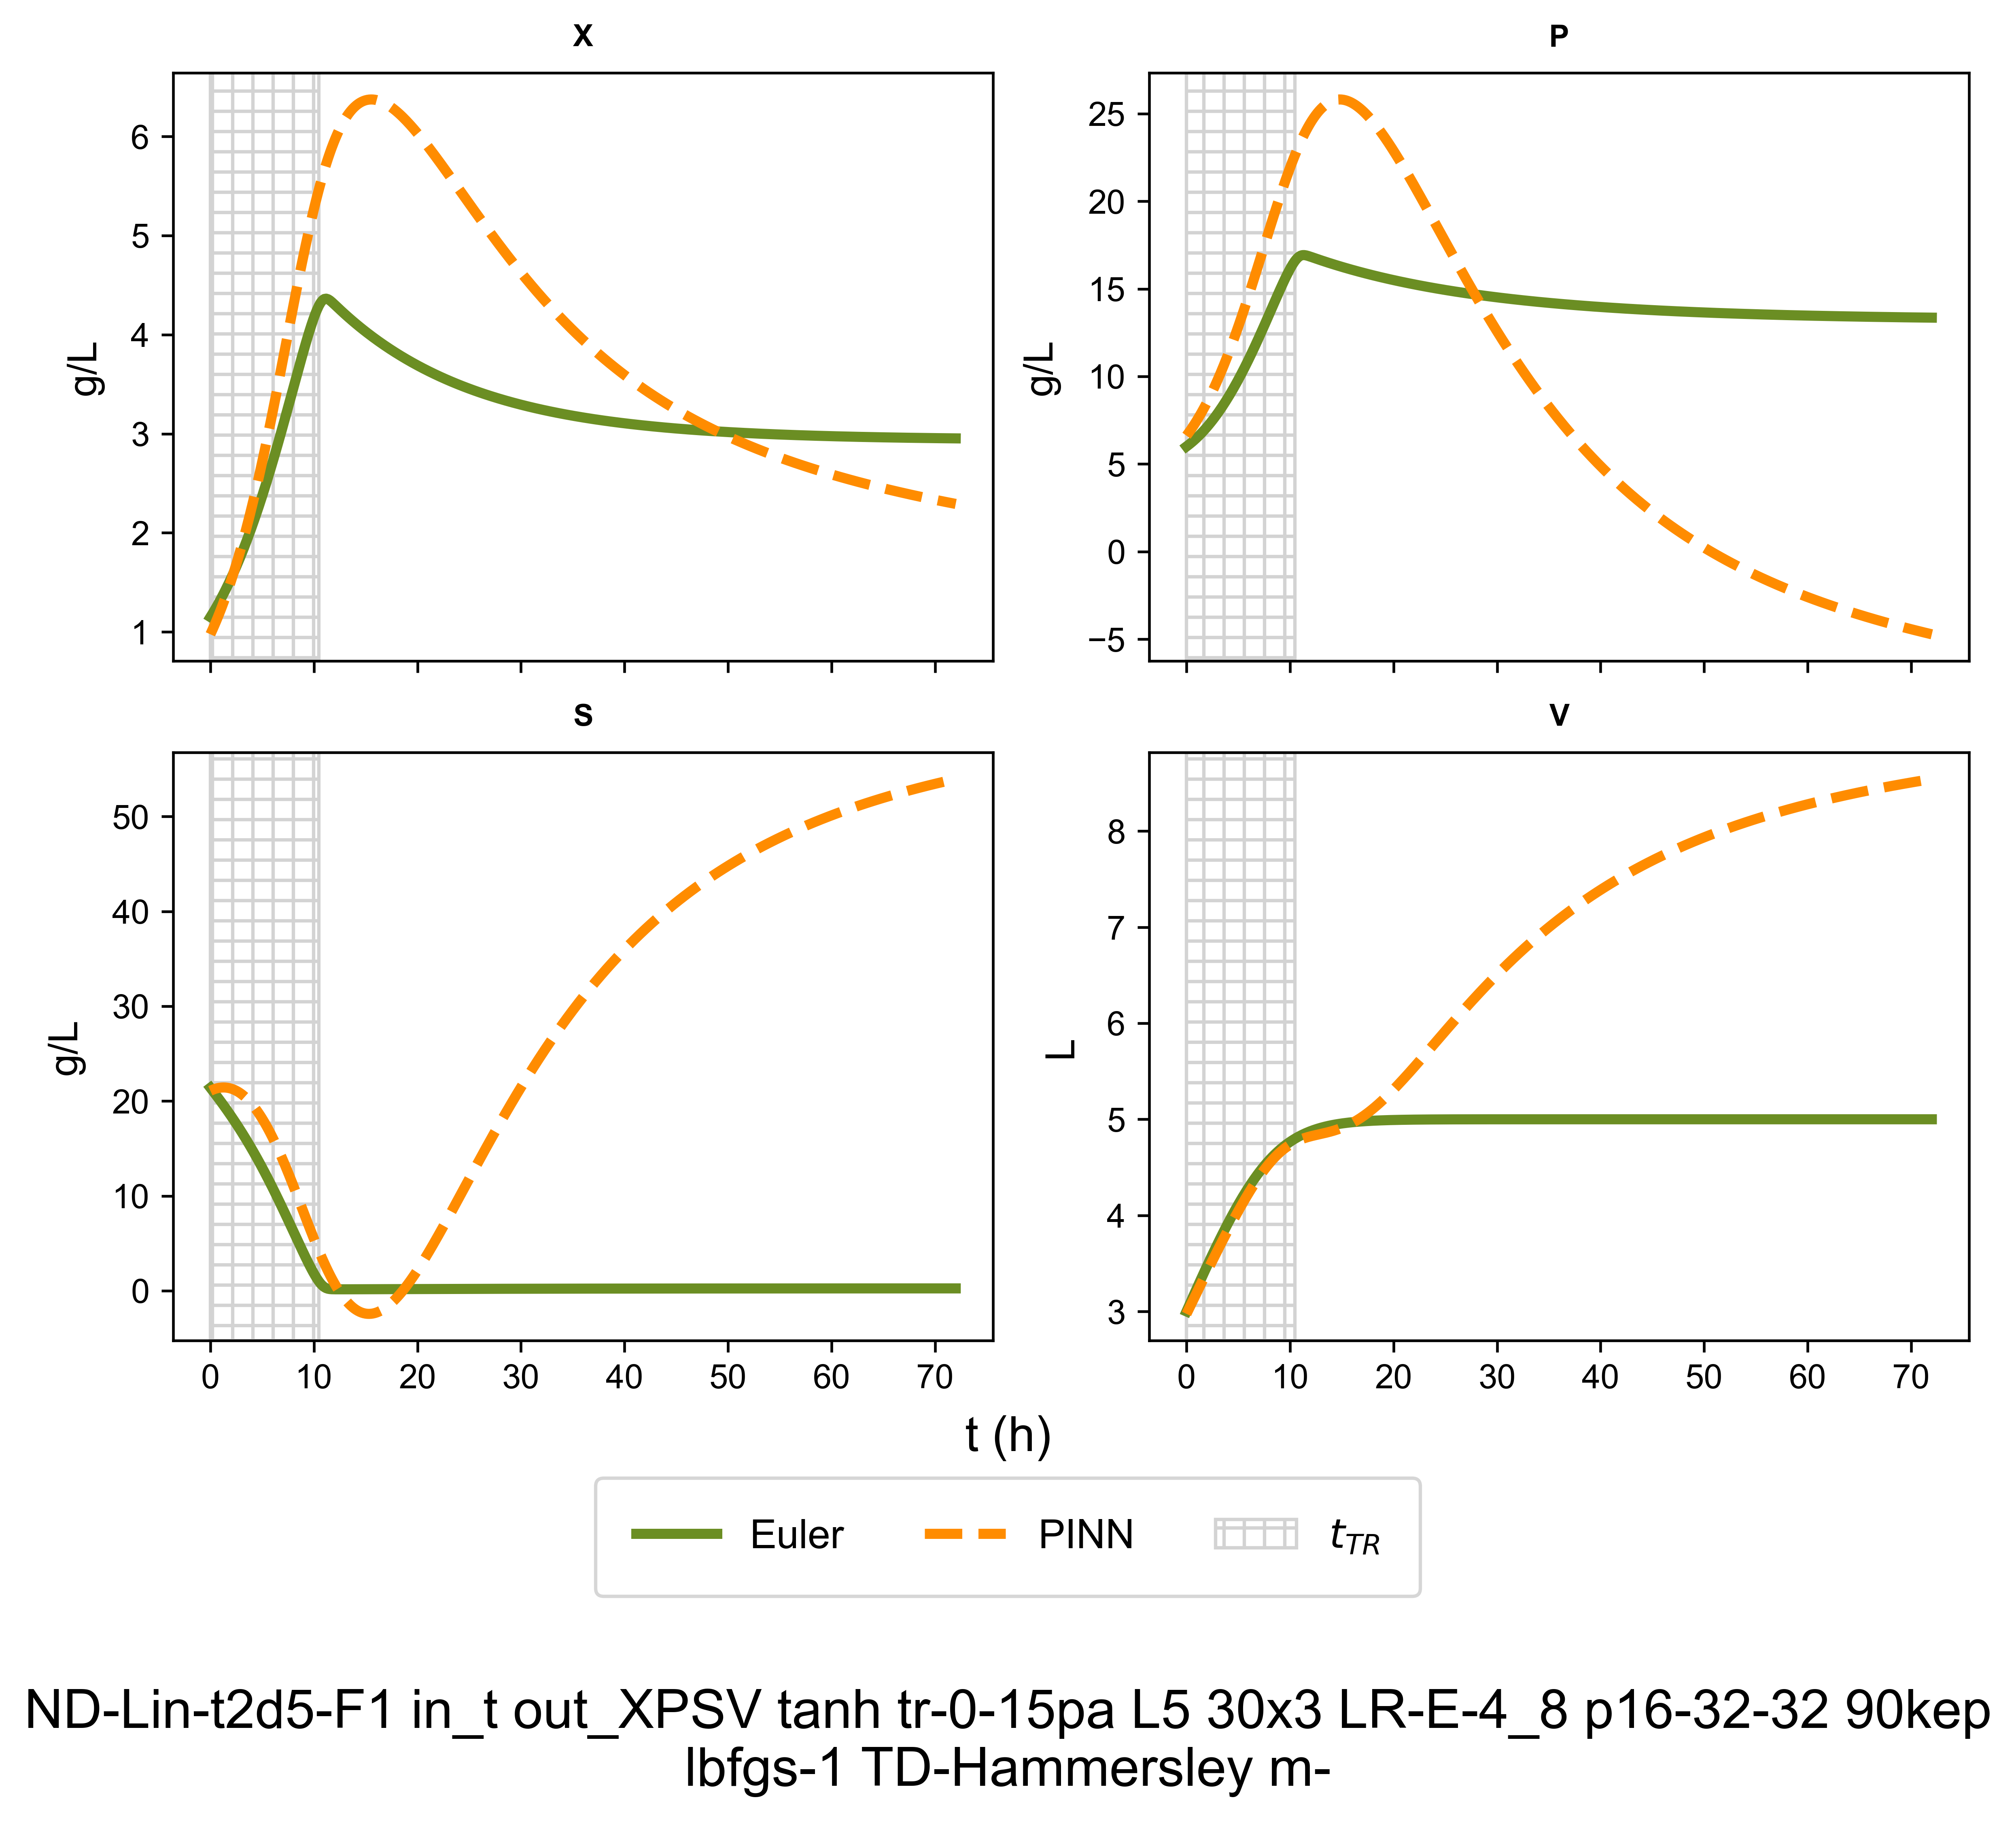 X
P
6
5
4
3
2
1
g/L
25
20
15
10
5
0
−5
g/L
S
V
50
40
30
20
10
0
g/L
8
7
6
5
4
3
L
0 10 20 30 40 50 60 70
0 10 20 30 40 50 60 70
t (h)
Euler PINN t_{TR}
ND-Lin-t2d5-F1 in_t out_XPSV tanh tr-0-15pa L5 30x3 LR-E-4_8 p16-32-32 90kep
lbfgs-1 TD-Hammersley m-